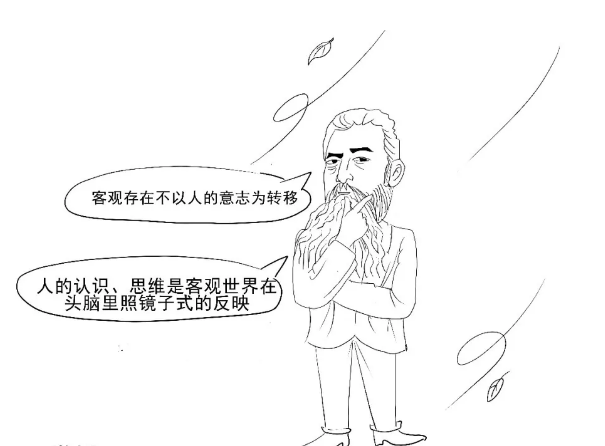 客观存在不以人的意志为转移
人的认识、思维是客观世界在
头脑里照镜子式的反映